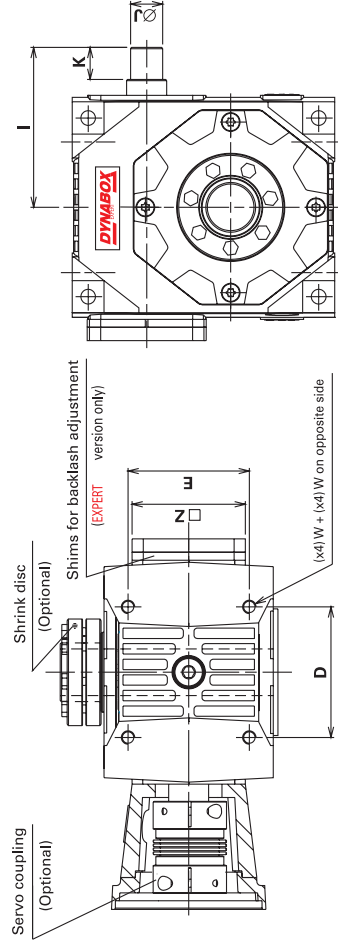 Servo coupling
(Optional)
Shrink disc
(Optional)
Shims for backlash adjustment
(EXPERT version only)
E
□Z
D
(x4) W + (x4) W on opposite side
I
K
∅J
DYNABOX